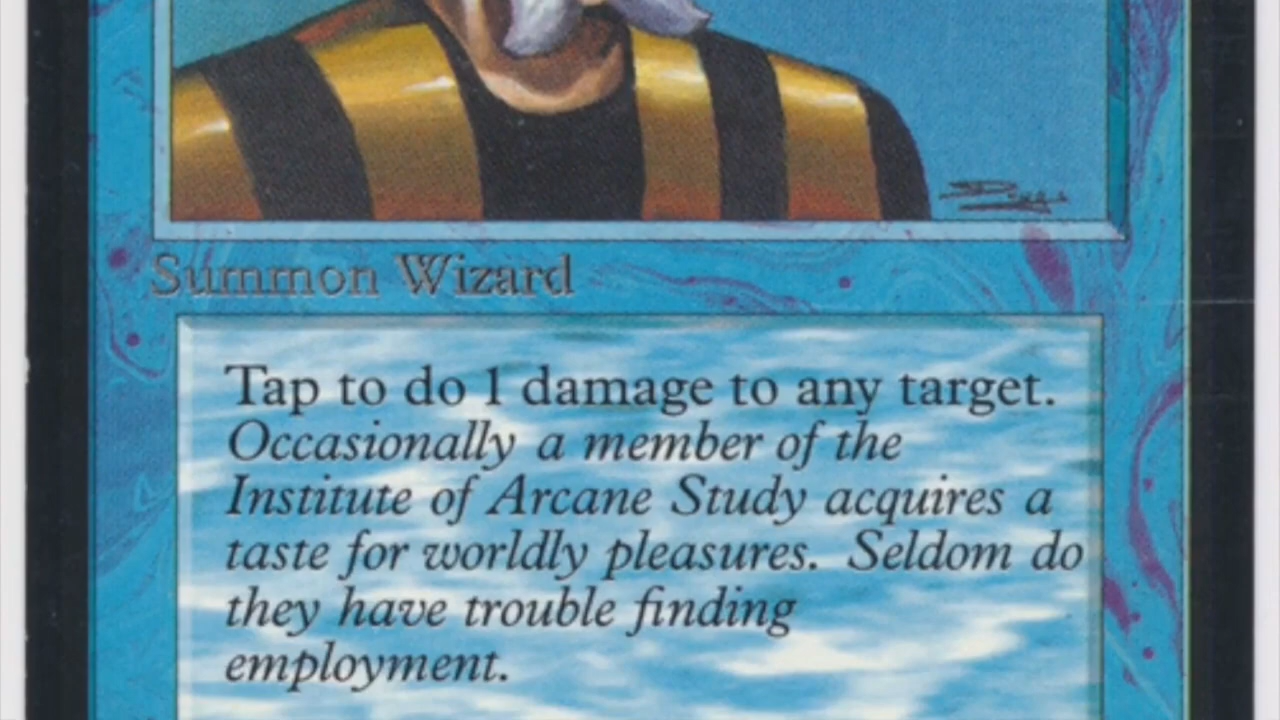 Summon Wizard
Tap to do 1 damage to any target.
Occasionally a member of the
Institute of Arcane Study acquires a
taste for worldly pleasures. Seldom do
they have trouble finding
employment.